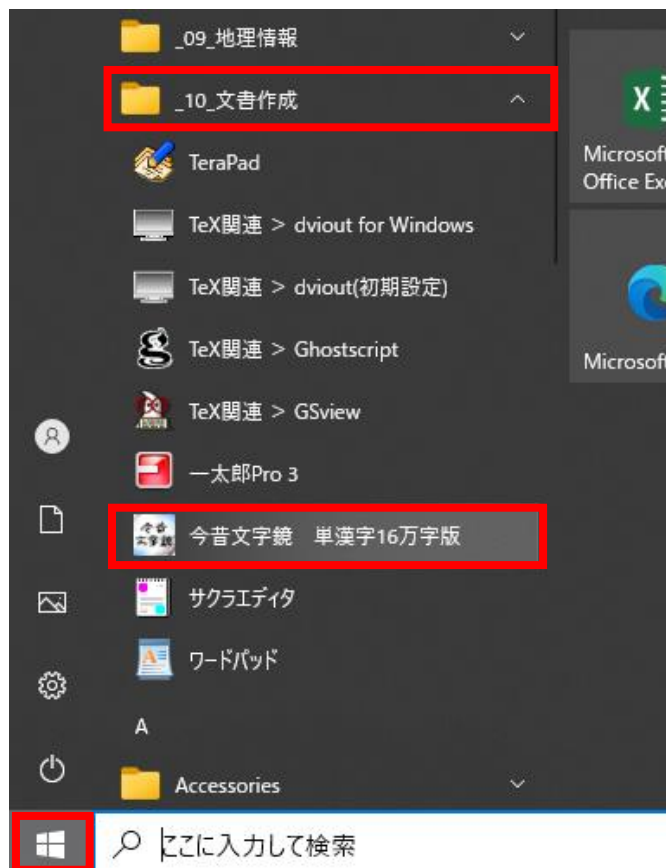 _09_地理情報
_10_文書作成
TeraPad
TeX関連 > dviout for Windows
TeX関連 > dviout(初期設定)
TeX関連 > Ghostscript
TeX関連 > GSview
一太郎Pro 3
今昔文字鏡　単漢字16万字版
サクラエディタ
ワードパッド
A
Accessories
ここに入力して検索
Microsoft
Office Ex
Microsoft